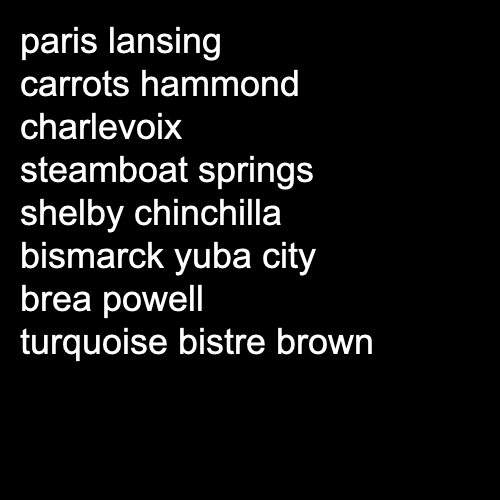 paris lansing
carrots hammond
charlevoix
steamboat springs
shelby chinchilla
bismarck yuba city
brea powell
turquoise bistre brown